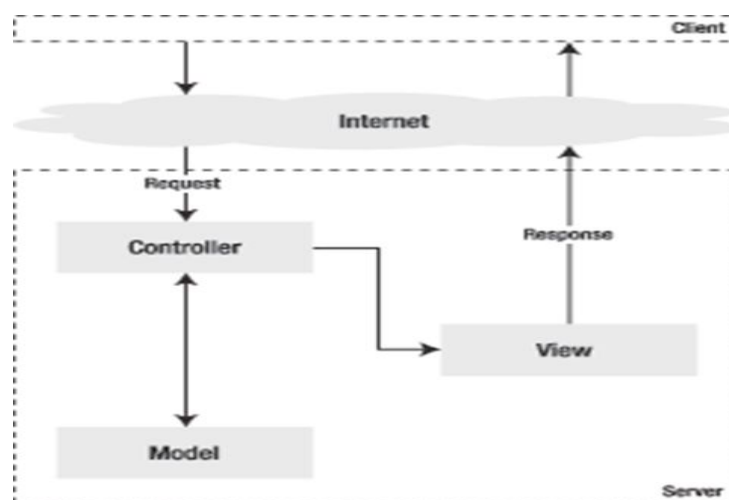 Client
Internet
Request
Controller
Response
View
Model
Server